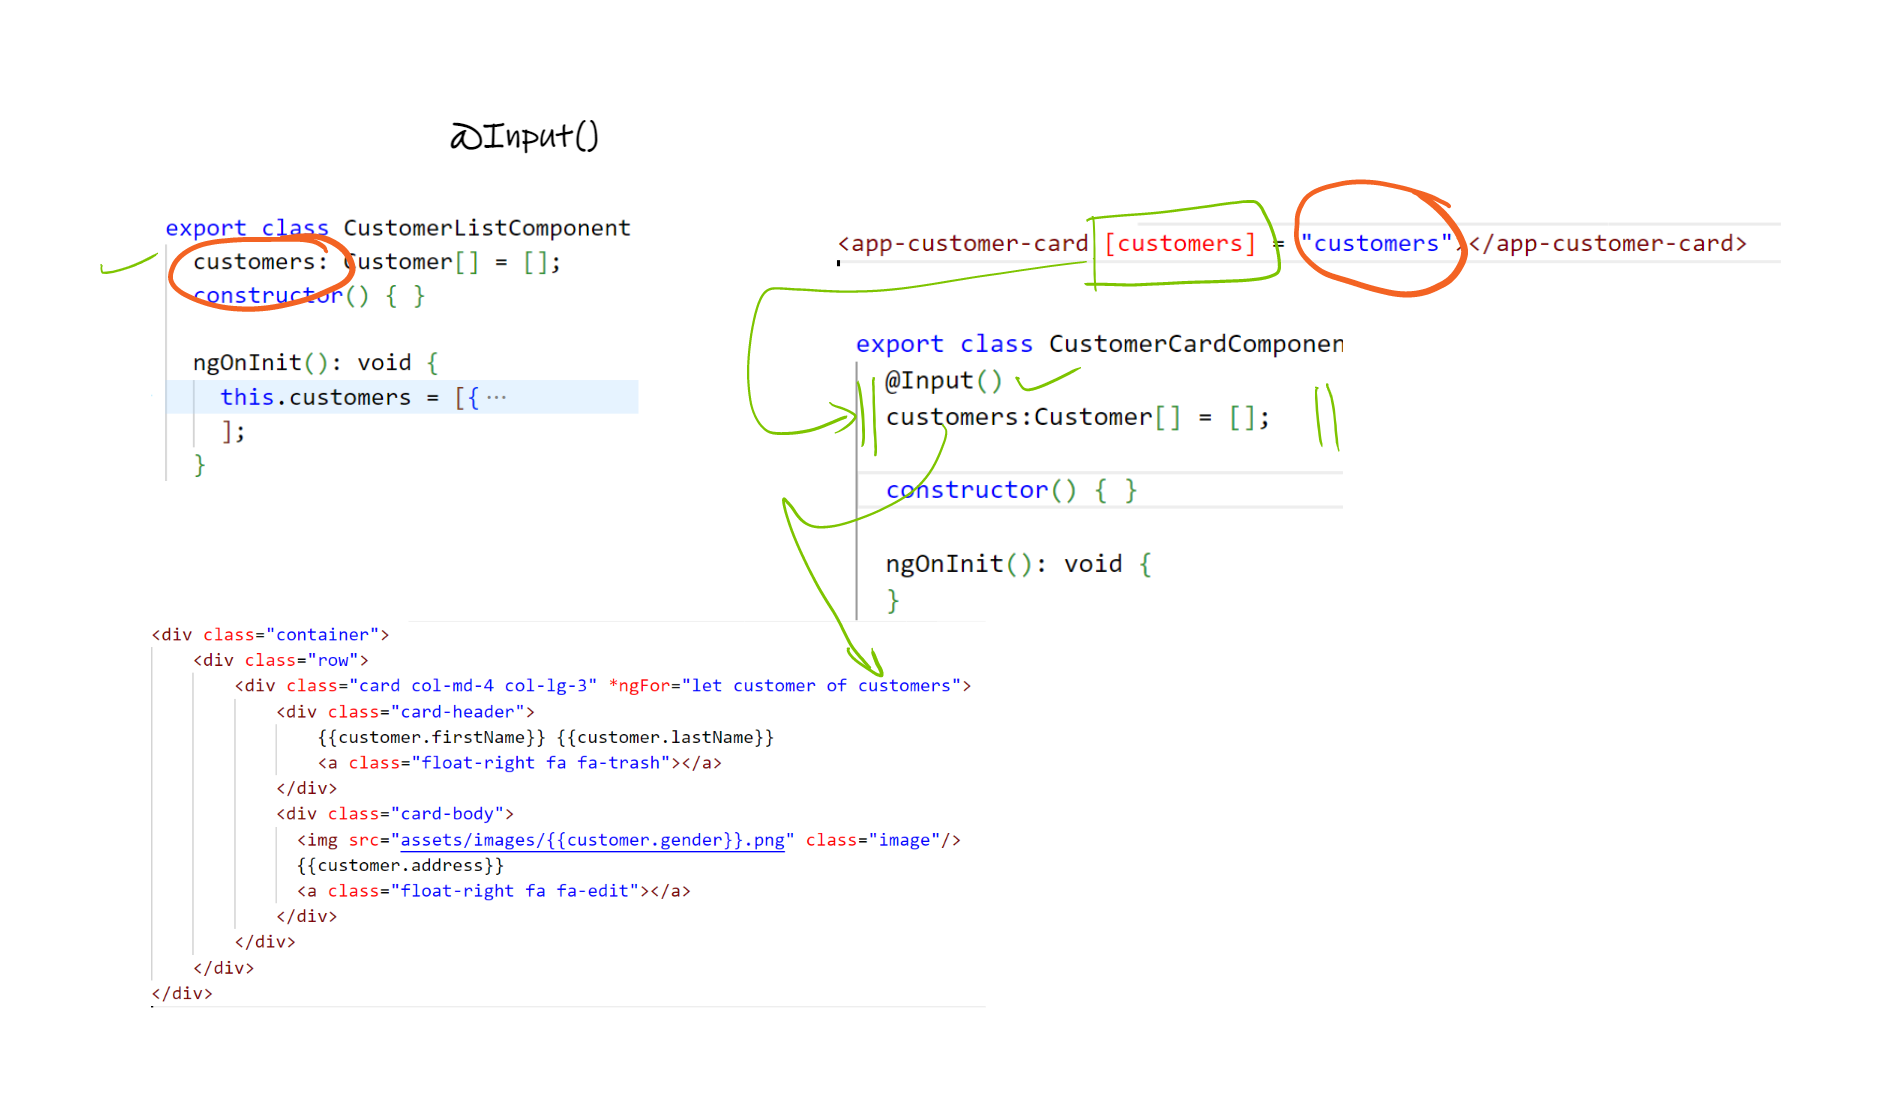 @Input()
export class CustomerListComponent
customers: Customer[] = [];
constructor() { }
ngOnInit(): void {
this.customers = [{ ···
];
}
<app-customer-card [customers] = "customers"></app-customer-card>
export class CustomerCardComponen
@Input()
customers:Customer[] = [];
constructor() { }
ngOnInit(): void {
}
<div class="container">
<div class="row">
<div class="card col-md-4 col-lg-3" *ngFor="let customer of customers">
<div class="card-header">
{{customer.firstName}} {{customer.lastName}}
<a class="float-right fa fa-trash"></a>
</div>
<div class="card-body">
<img src="assets/images/{{customer.gender}}.png" class="image"/>
{{customer.address}}
<a class="float-right fa fa-edit"></a>
</div>
</div>
</div>
</div>